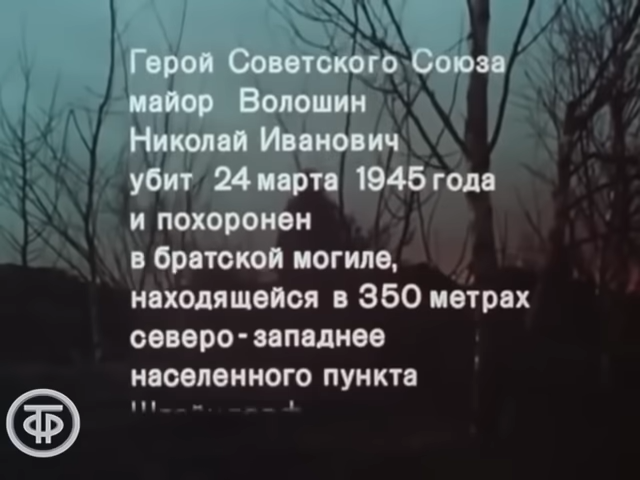 Герой Советского Союза
майор Волошин
Николай Иванович
убит 24 марта 1945 года
и похоронен
в братской могиле,
находящейся в 350 метрах
северо-западнее
населенного пункта